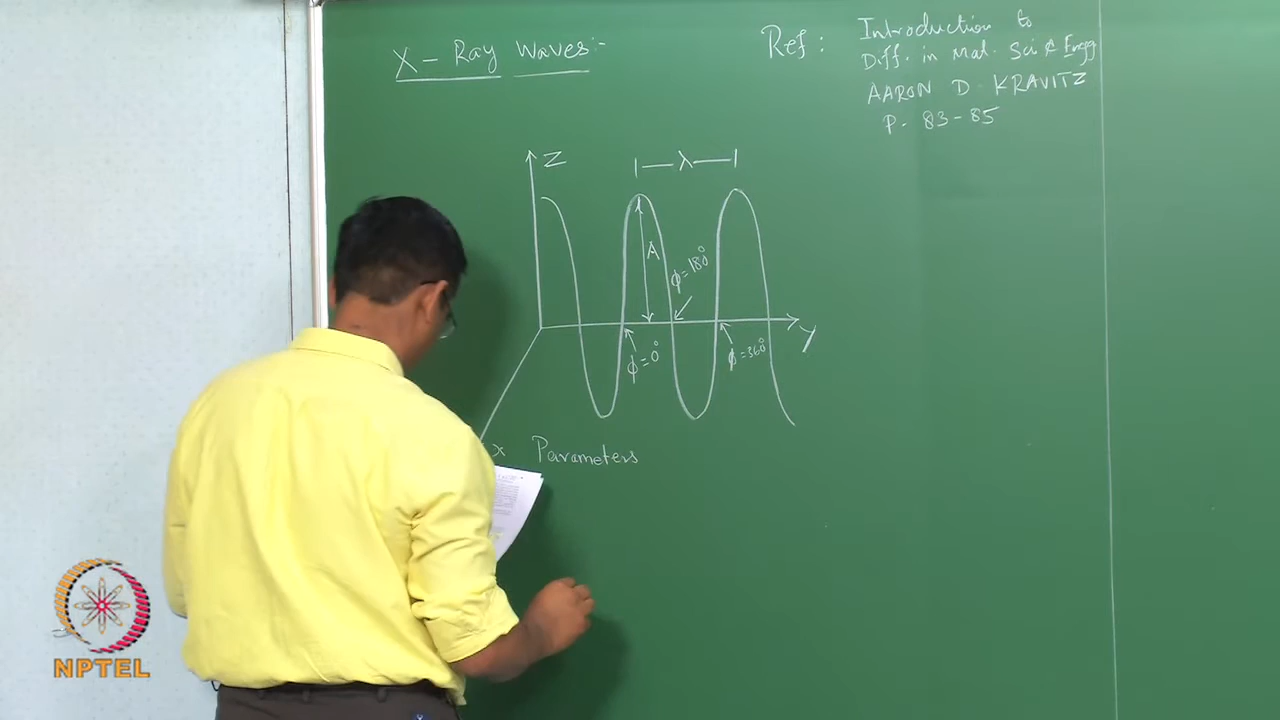 X - Ray Waves:-
Ref: Introduction to
Diff. in Mat. Sci & Engg
AARON D. KRAVITZ
P. 83-85
Z
λ
A
φ=180°
φ=0°
φ=360°
Y
x
Parameters
NPTEL